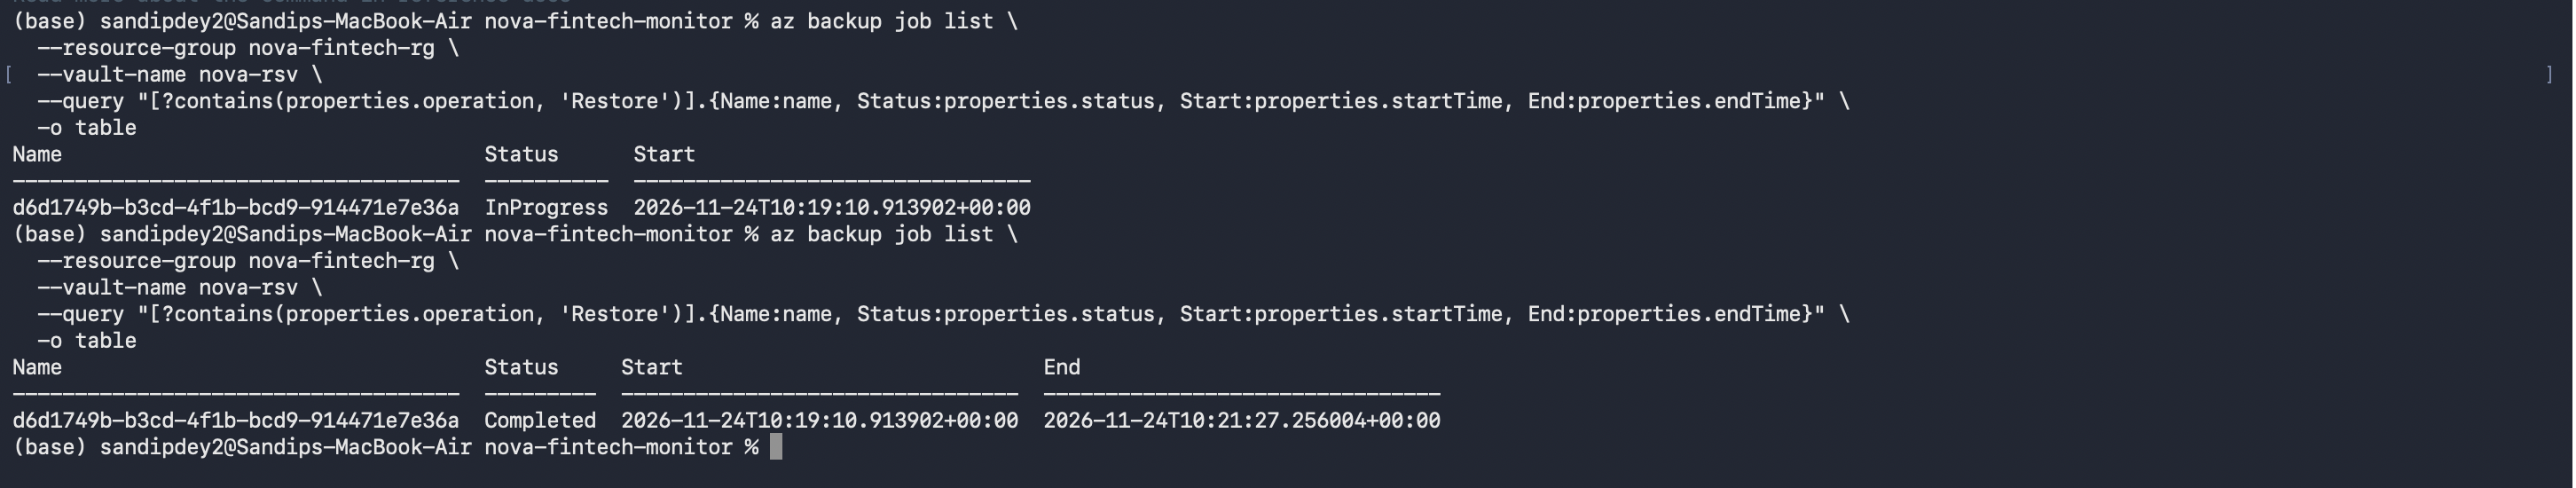 (base) sandipdey2@Sandips-MacBook-Air nova-fintech-monitor % az backup job list \
  --resource-group nova-fintech-rg \
[  --vault-name nova-rsv \ ]
  --query "[?contains(properties.operation, 'Restore')].{Name:name, Status:properties.status, Start:properties.startTime, End:properties.endTime}" \
  -o table
Name                                  Status      Start
------------------------------------  ----------  --------------------------------
d6d1749b-b3cd-4f1b-bcd9-914471e7e36a  InProgress  2026-11-24T10:19:10.913902+00:00
(base) sandipdey2@Sandips-MacBook-Air nova-fintech-monitor % az backup job list \
  --resource-group nova-fintech-rg \
  --vault-name nova-rsv \
  --query "[?contains(properties.operation, 'Restore')].{Name:name, Status:properties.status, Start:properties.startTime, End:properties.endTime}" \
  -o table
Name                                  Status     Start                             End
------------------------------------  ---------  --------------------------------  --------------------------------
d6d1749b-b3cd-4f1b-bcd9-914471e7e36a  Completed  2026-11-24T10:19:10.913902+00:00  2026-11-24T10:21:27.256004+00:00
(base) sandipdey2@Sandips-MacBook-Air nova-fintech-monitor %